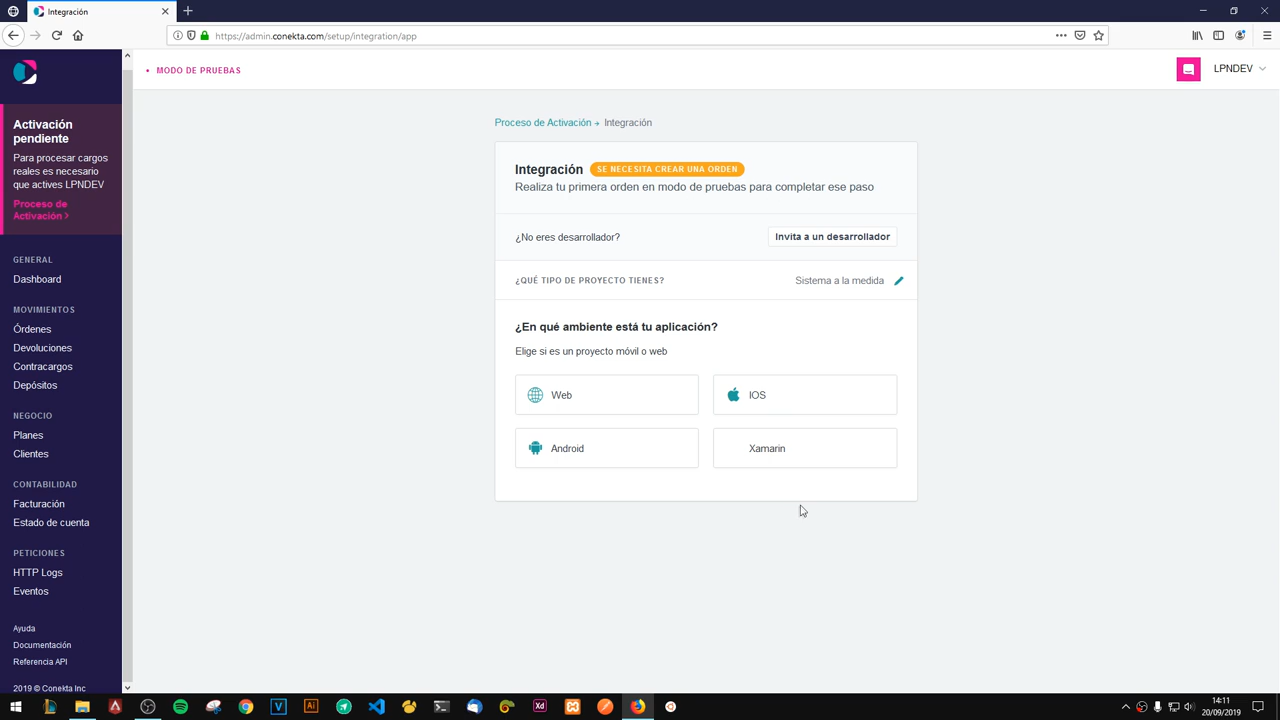 Integración
https://admin.conekta.com/setup/integration/app
MODO DE PRUEBAS
LPNDEV
Activación
pendiente
Para procesar cargos
reales es necesario
que actives LPNDEV
Proceso de
Activación >
GENERAL
Dashboard
MOVIMIENTOS
Órdenes
Devoluciones
Contracargos
Depósitos
NEGOCIO
Planes
Clientes
CONTABILIDAD
Facturación
Estado de cuenta
PETICIONES
HTTP Logs
Eventos
Ayuda
Documentación
Referencia API
2019 © Conekta Inc
Proceso de Activación → Integración
Integración SE NECESITA CREAR UNA ORDEN
Realiza tu primera orden en modo de pruebas para completar ese paso
¿No eres desarrollador? Invita a un desarrollador
¿QUÉ TIPO DE PROYECTO TIENES? Sistema a la medida
¿En qué ambiente está tu aplicación?
Elige si es un proyecto móvil o web
Web
IOS
Android
Xamarin
14:11
20/09/2019